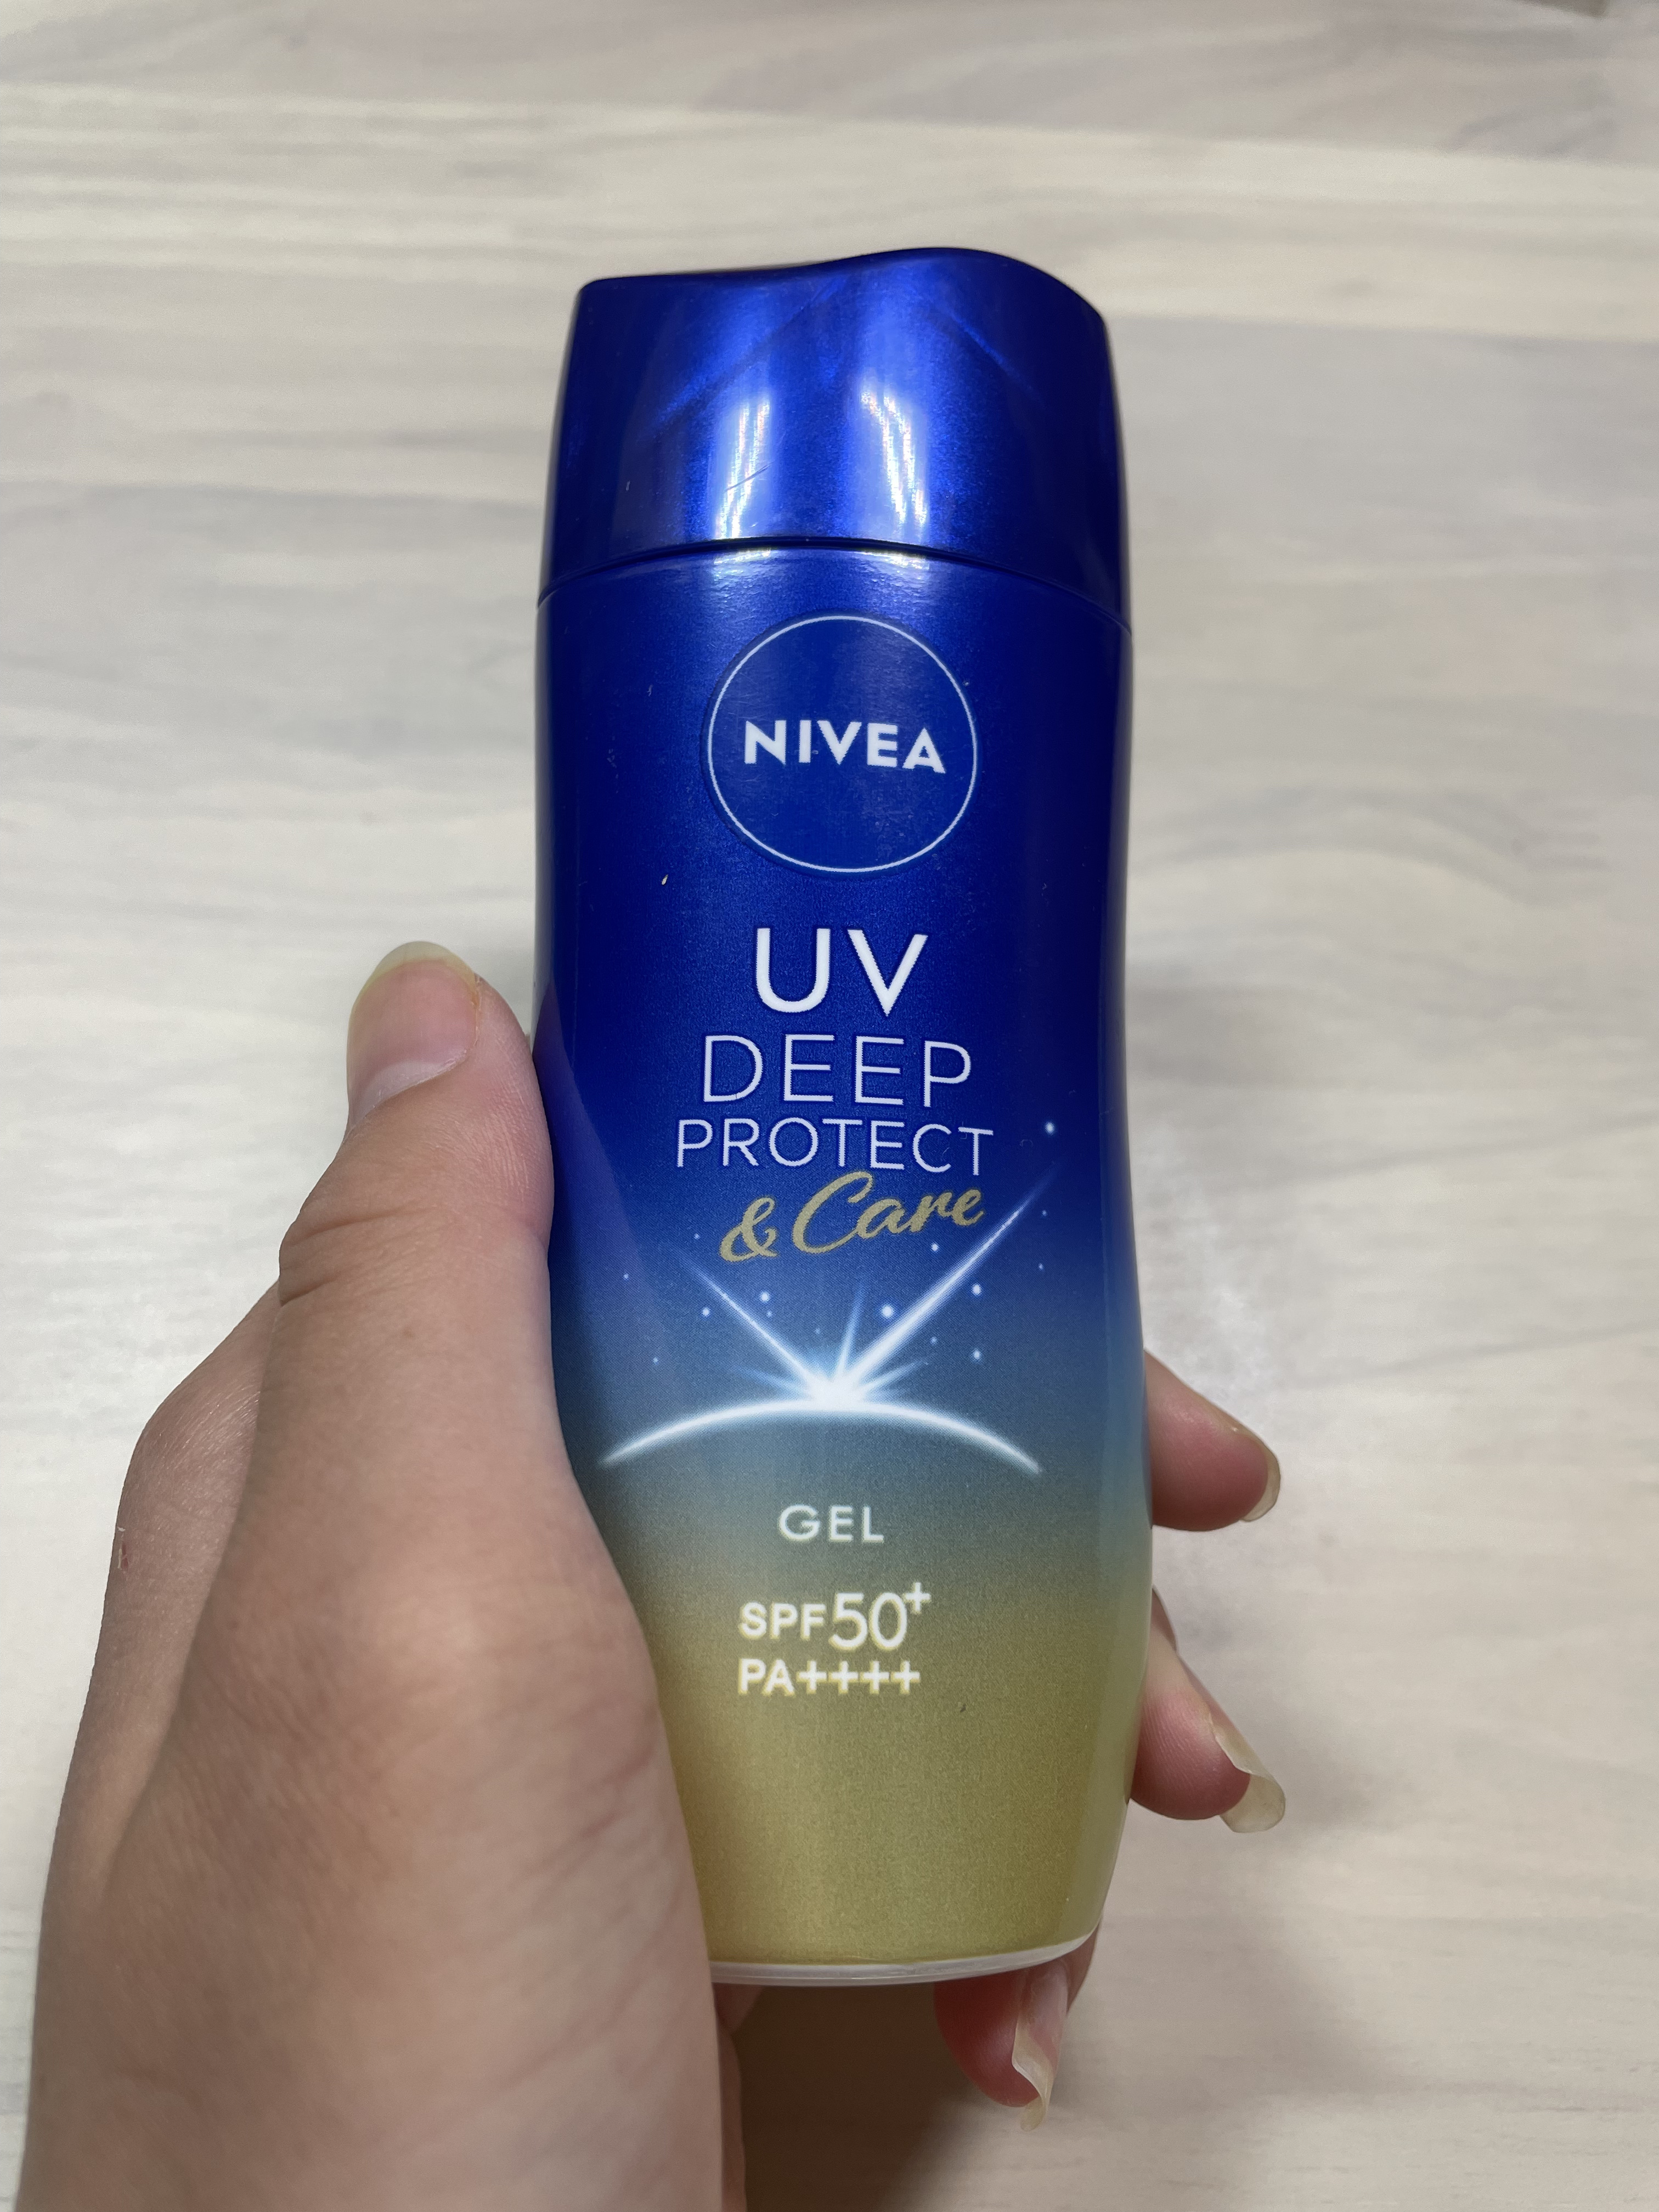 NIVEA
UV
DEEP
PROTECT
& Care
GEL
SPF50+
PA++++